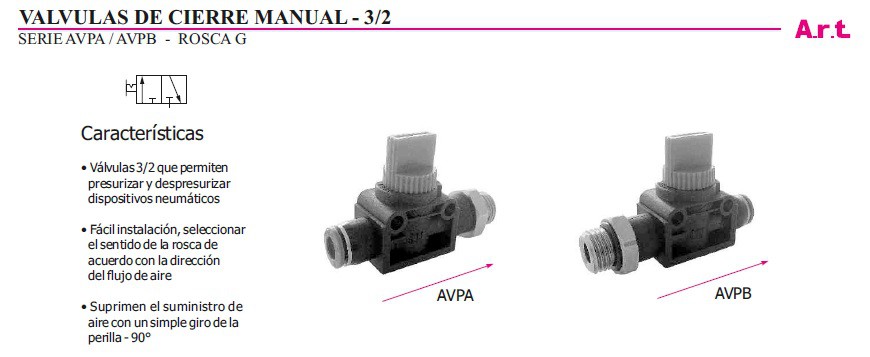 VALVULAS DE CIERRE MANUAL - 3/2
SERIE AVPA / AVPB - ROSCA G
A.r.t.
Características
• Válvulas 3/2 que permiten
presurizar y despresurizar
dispositivos neumáticos
• Fácil instalación, seleccionar
el sentido de la rosca de
acuerdo con la dirección
del flujo de aire
• Suprimen el suministro de
aire con un simple giro de la
perilla - 90°
AVPA
AVPB